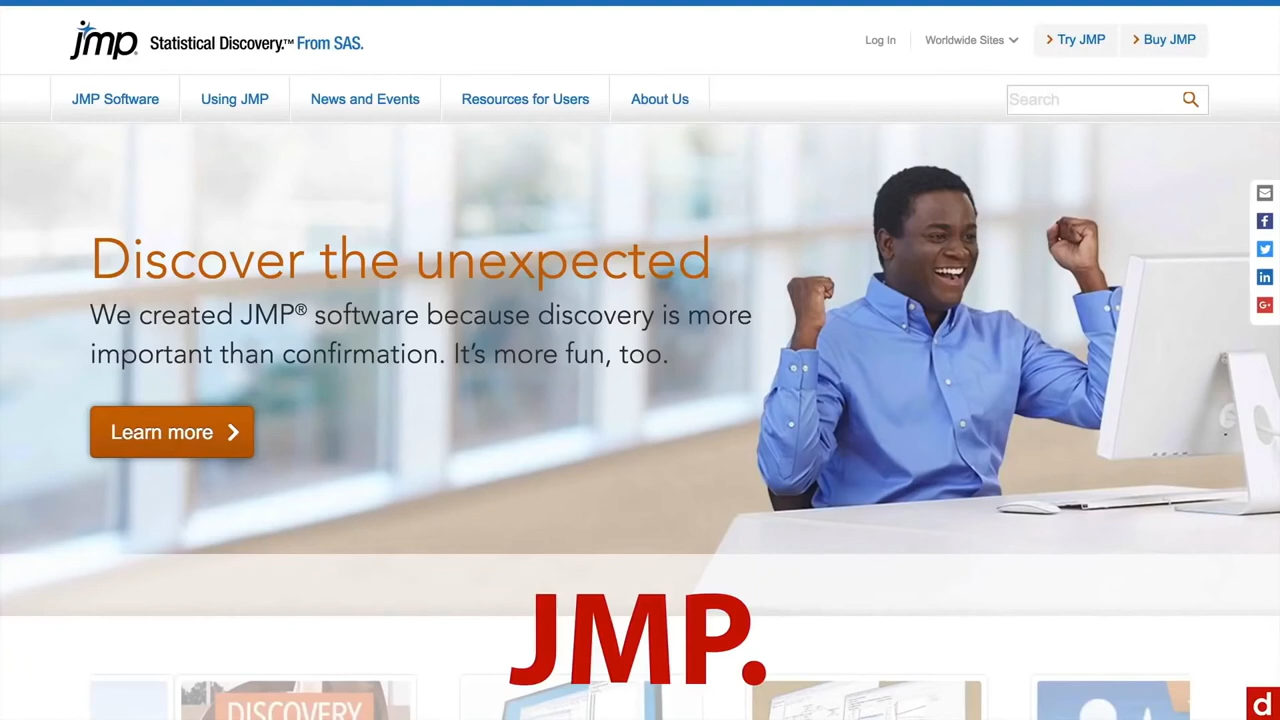 jmp Statistical Discovery.™ From SAS.
Log In
Worldwide Sites
Try JMP
Buy JMP
JMP Software
Using JMP
News and Events
Resources for Users
About Us
Search
Discover the unexpected
We created JMP® software because discovery is more
important than confirmation. It’s more fun, too.
Learn more
f
in
G+
JMP.
DISCOVERY
d